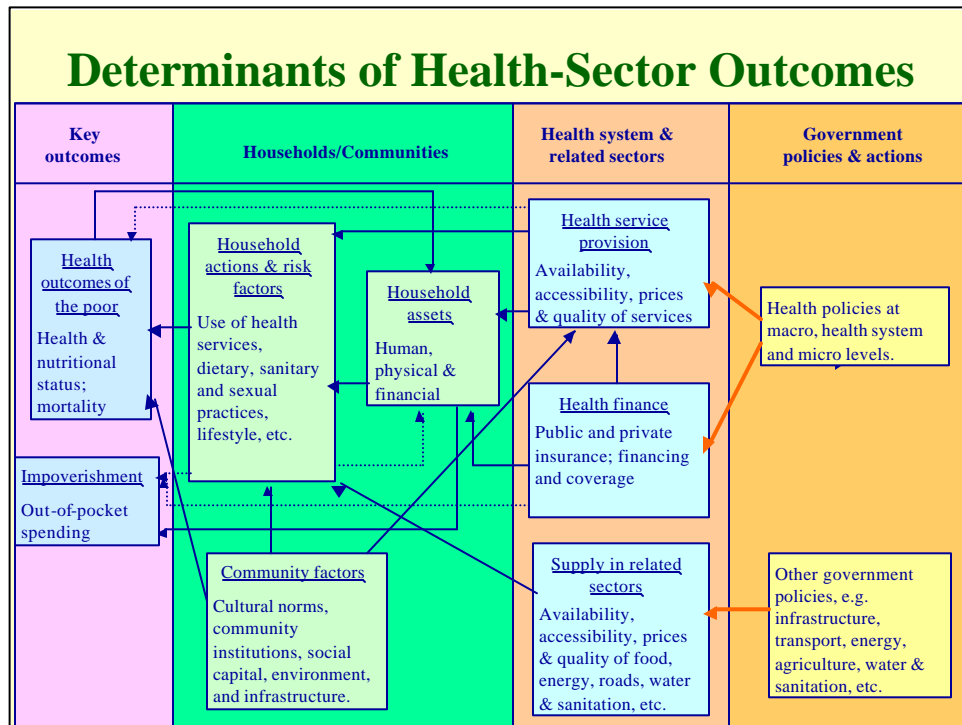 Determinants of Health-Sector Outcomes
Key
outcomes
Households/Communities
Health system &
related sectors
Government
policies & actions
Health
outcomes of
the poor
Health &
nutritional
status;
mortality
Impoverishment
Out-of-pocket
spending
Household
actions & risk
factors
Use of health
services,
dietary, sanitary
and sexual
practices,
lifestyle, etc.
Household
assets
Human,
physical &
financial
Community factors
Cultural norms,
community
institutions, social
capital, environment,
and infrastructure.
Health service
provision
Availability,
accessibility, prices
& quality of services
Health finance
Public and private
insurance; financing
and coverage
Supply in related
sectors
Availability,
accessibility, prices
& quality of food,
energy, roads, water
& sanitation, etc.
Health policies at
macro, health system
and micro levels.
Other government
policies, e.g.
infrastructure,
transport, energy,
agriculture, water &
sanitation, etc.